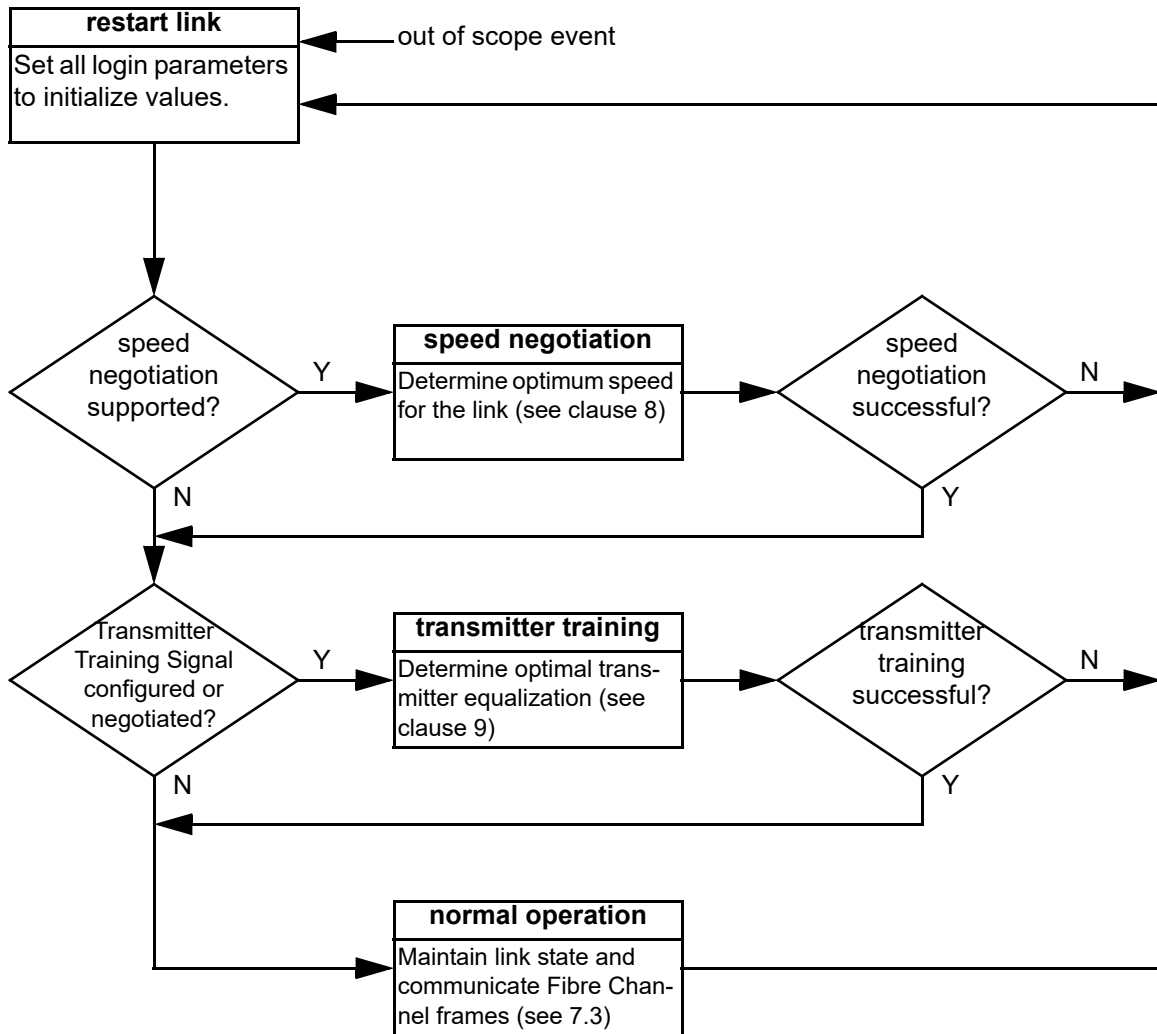 restart link
out of scope event
Set all login parameters
to initialize values.
speed
negotiation
supported?
Y
speed negotiation
Determine optimum speed
for the link (see clause 8)
speed
negotiation
successful?
N
N
Y
Transmitter
Training Signal
configured or
negotiated?
Y
transmitter training
Determine optimal trans-
mitter equalization (see
clause 9)
transmitter
training
successful?
N
N
Y
normal operation
Maintain link state and
communicate Fibre Chan-
nel frames (see 7.3)